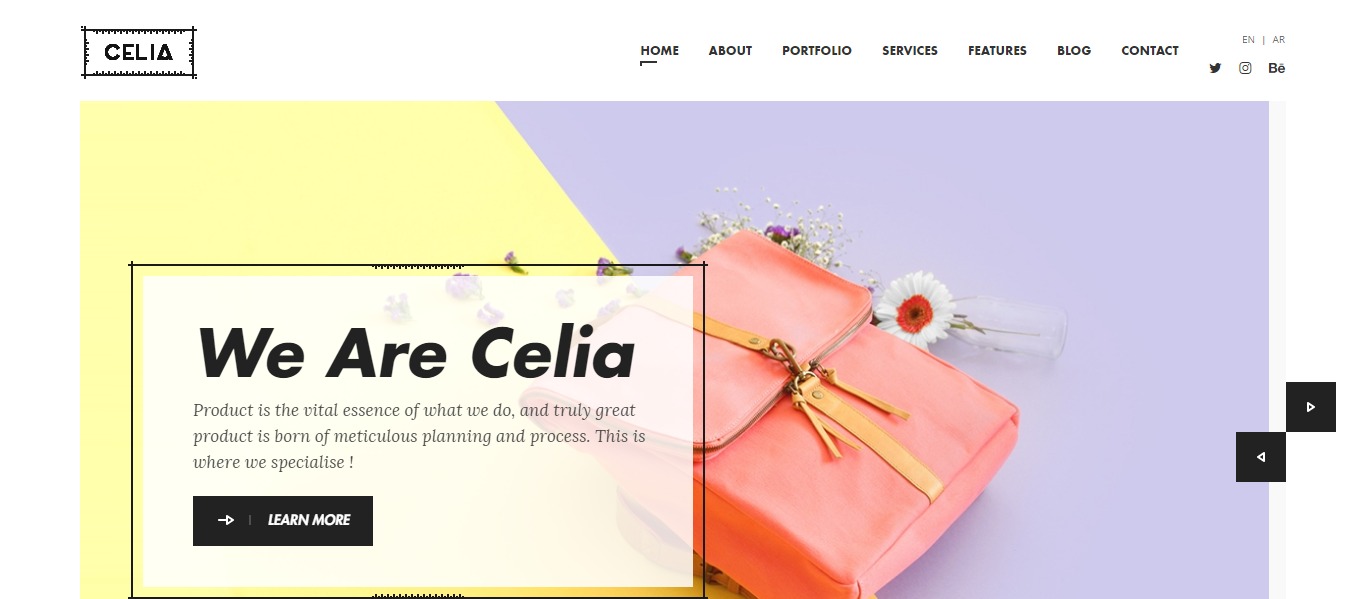 CELIA
HOME ABOUT PORTFOLIO SERVICES FEATURES BLOG CONTACT
EN | AR
Bē
We Are Celia
Product is the vital essence of what we do, and truly great
product is born of meticulous planning and process. This is
where we specialise !
LEARN MORE